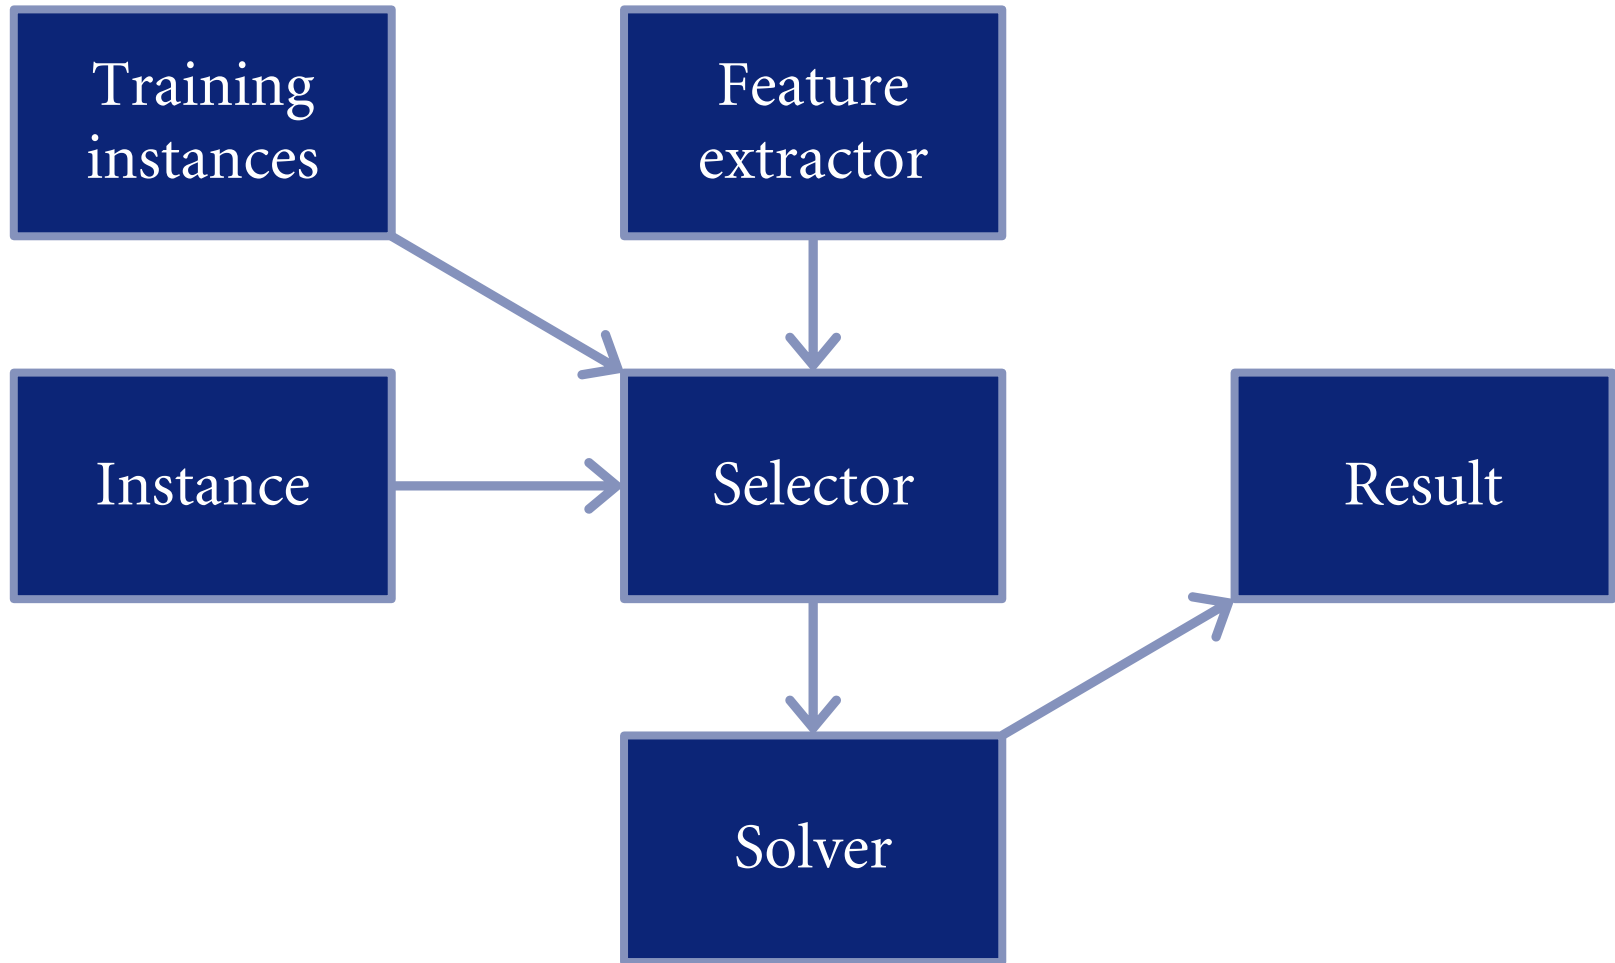 Training
instances
Feature
extractor
Instance
Selector
Result
Solver